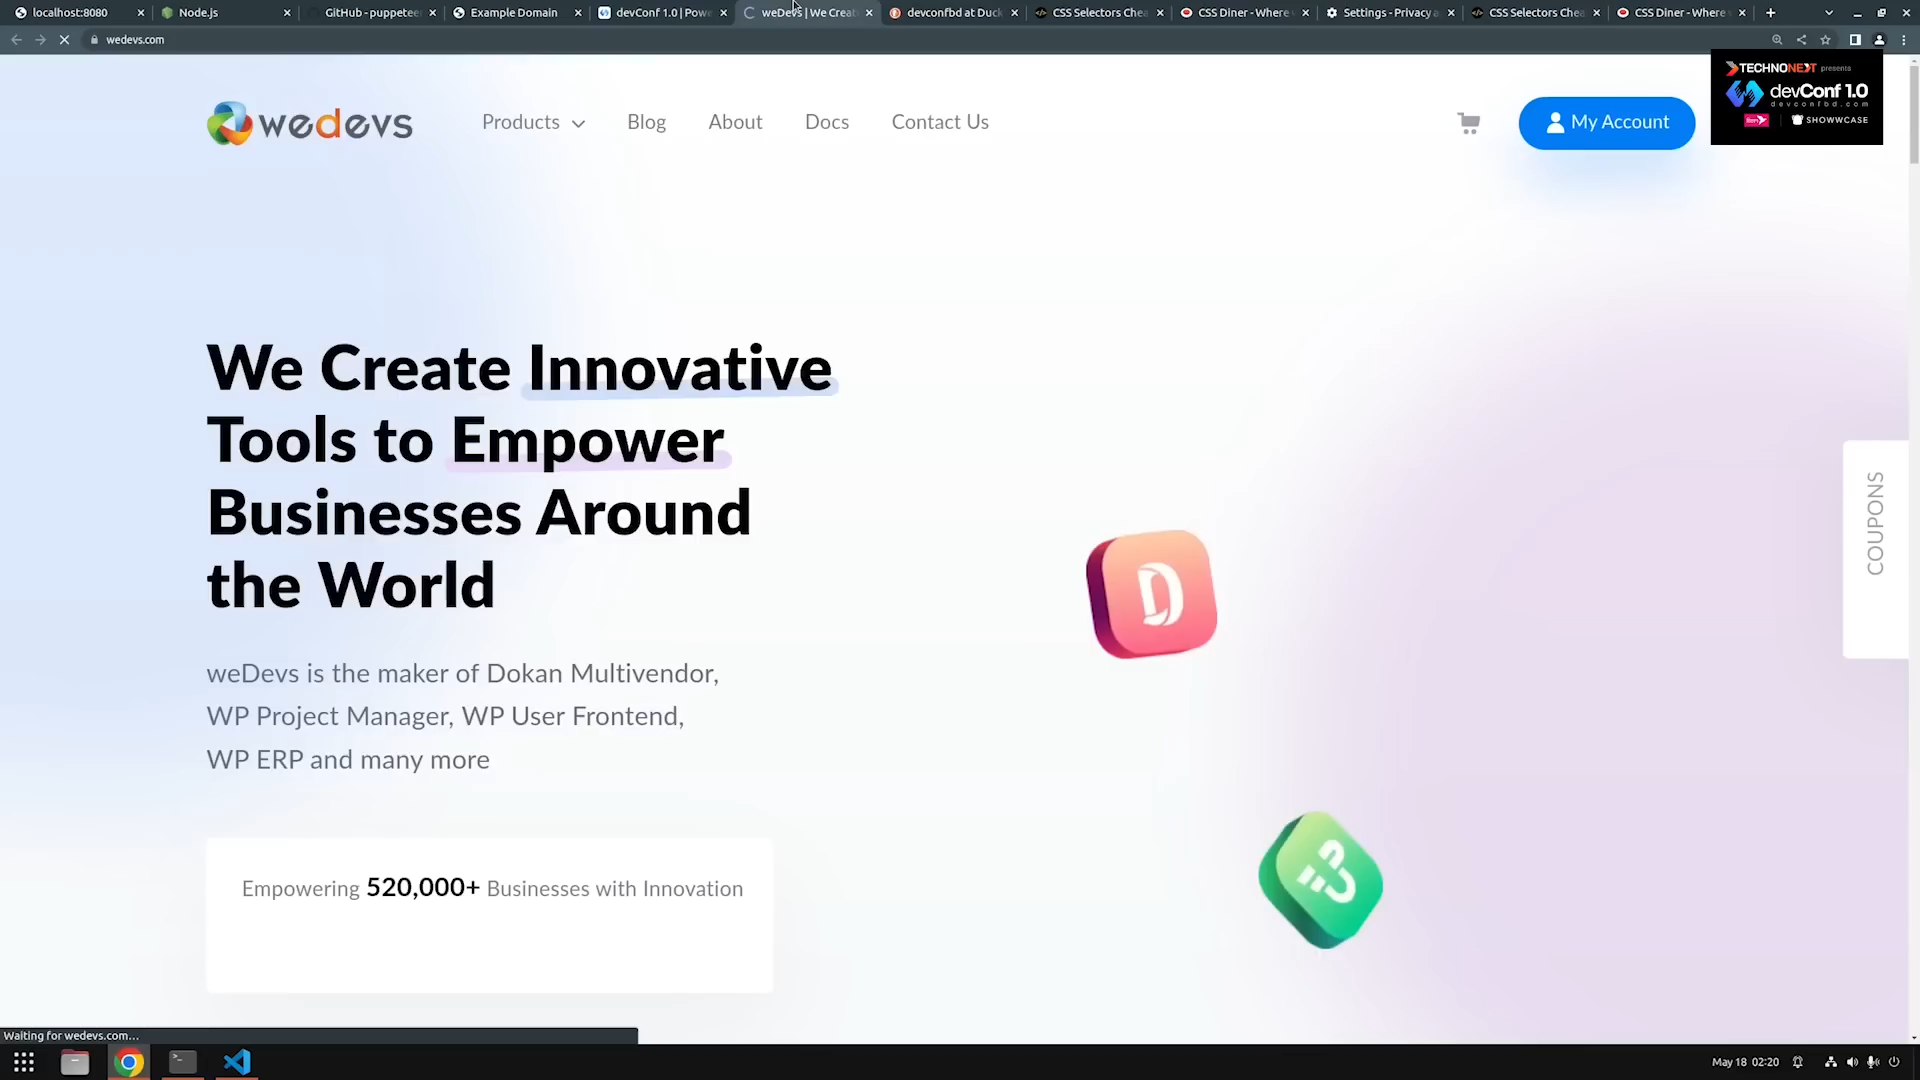 localhost:8080
Node.js
GitHub - puppetee
Example Domain
devConf 1.0 | Powe
weDevs | We Creat
devconfbd at Duck
CSS Selectors Chea
CSS Diner - Where
Settings - Privacy a
CSS Selectors Chea
CSS Diner - Where
wedevs.com
TECHNONEXT presents
devConf 1.0
devconfbd.com
SHOWWCASE
wedevs
Products
Blog
About
Docs
Contact Us
My Account
We Create Innovative
Tools to Empower
Businesses Around
the World
weDevs is the maker of Dokan Multivendor,
WP Project Manager, WP User Frontend,
WP ERP and many more
COUPONS
Empowering 520,000+ Businesses with Innovation
Waiting for wedevs.com...
May 18 02:20